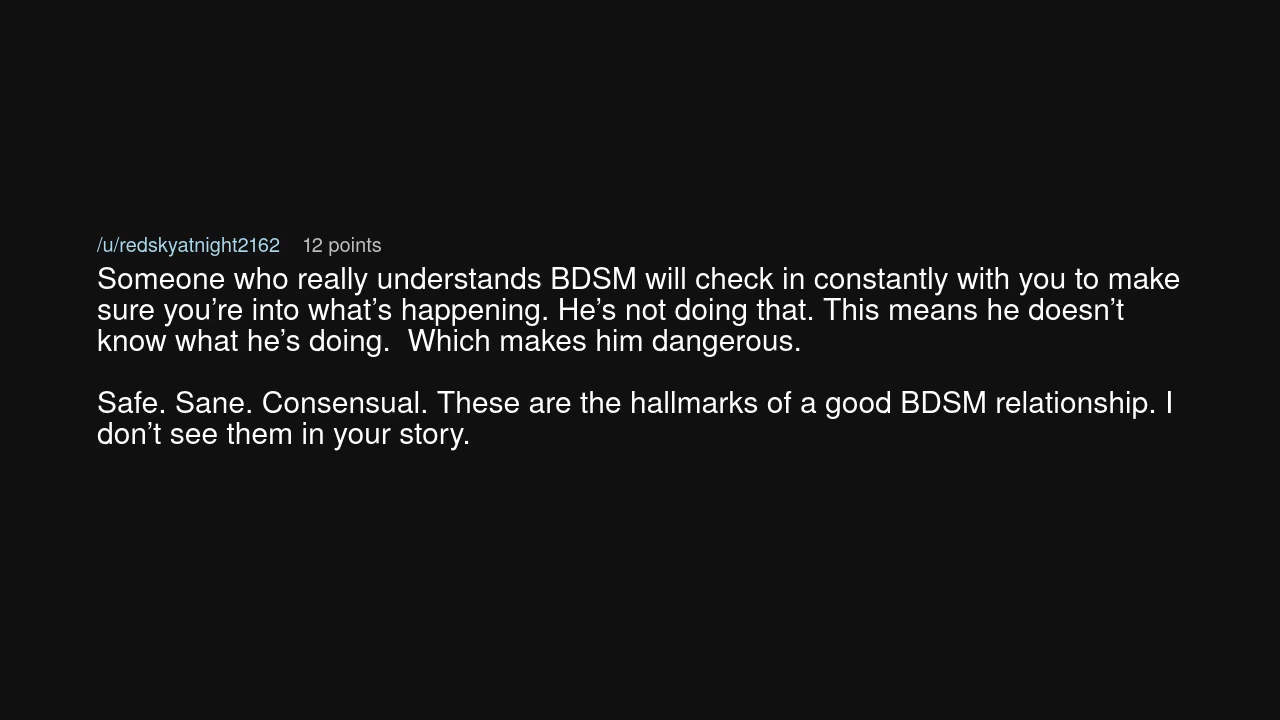 /u/redskyatnight2162 12 points
Someone who really understands BDSM will check in constantly with you to make
sure you’re into what’s happening. He’s not doing that. This means he doesn’t
know what he’s doing.  Which makes him dangerous.
Safe. Sane. Consensual. These are the hallmarks of a good BDSM relationship. I
don’t see them in your story.